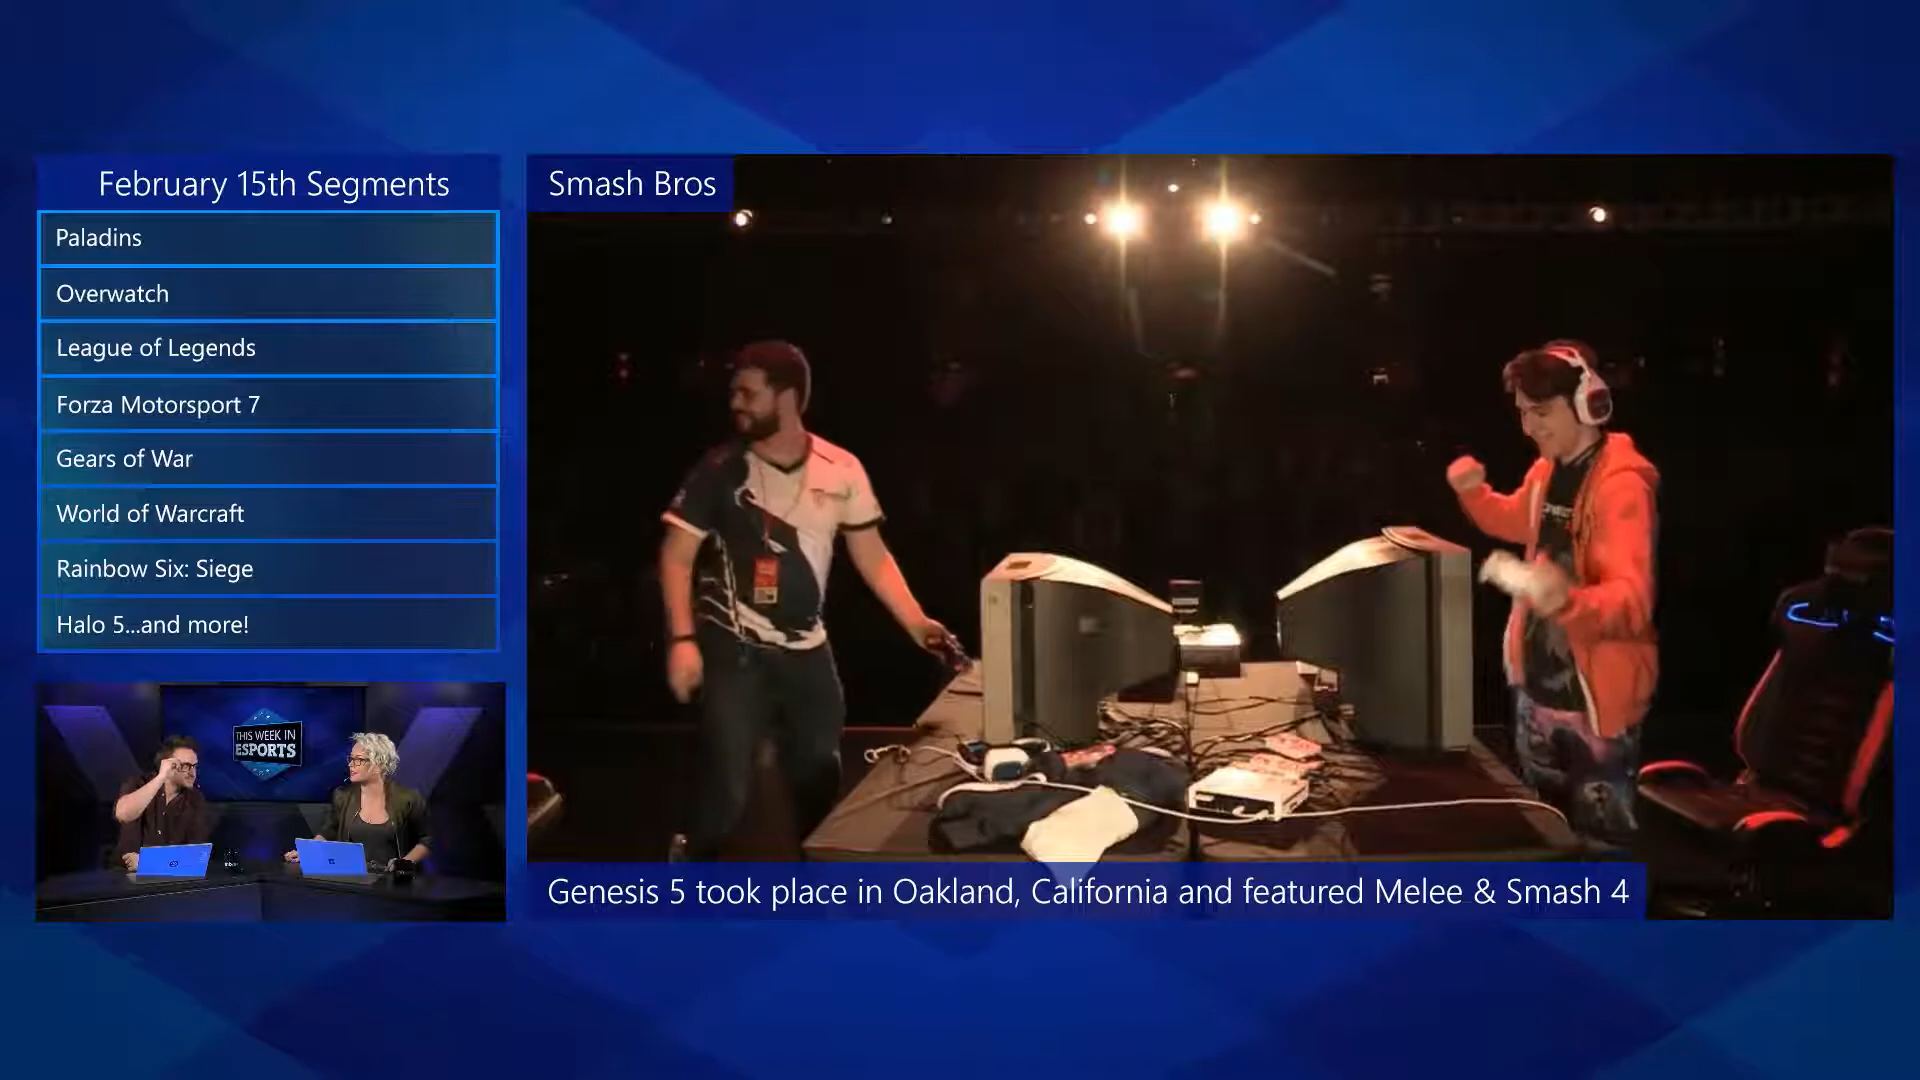 February 15th Segments
Paladins
Overwatch
League of Legends
Forza Motorsport 7
Gears of War
World of Warcraft
Rainbow Six: Siege
Halo 5...and more!
Smash Bros
THIS WEEK IN
ESPORTS
Genesis 5 took place in Oakland, California and featured Melee & Smash 4